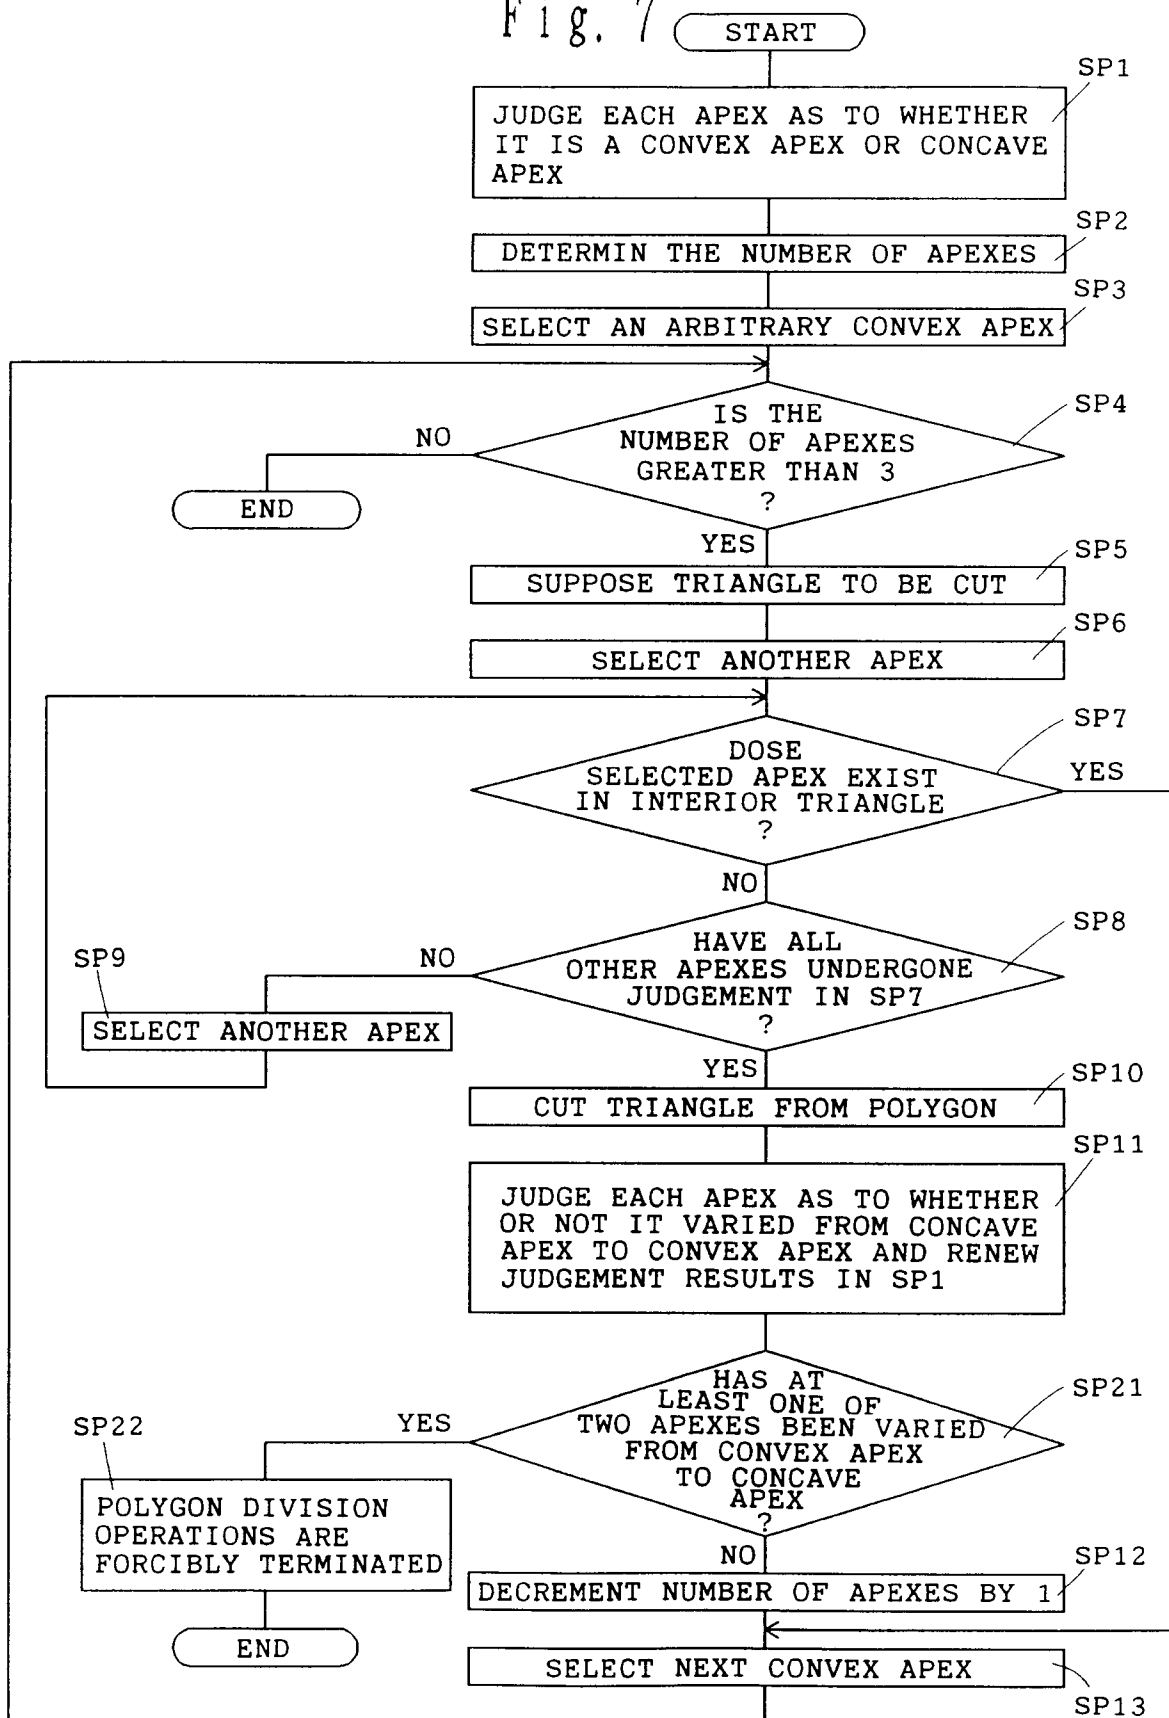 Fig. 7
START
SP1
JUDGE EACH APEX AS TO WHETHER
IT IS A CONVEX APEX OR CONCAVE
APEX
SP2
DETERMIN THE NUMBER OF APEXES
SP3
SELECT AN ARBITRARY CONVEX APEX
SP4
IS THE
NUMBER OF APEXES
GREATER THAN 3
?
NO
END
YES
SP5
SUPPOSE TRIANGLE TO BE CUT
SP6
SELECT ANOTHER APEX
SP7
DOSE
SELECTED APEX EXIST
IN INTERIOR TRIANGLE
?
YES
NO
SP8
HAVE ALL
OTHER APEXES UNDERGONE
JUDGEMENT IN SP7
?
NO
SP9
SELECT ANOTHER APEX
YES
SP10
CUT TRIANGLE FROM POLYGON
SP11
JUDGE EACH APEX AS TO WHETHER
OR NOT IT VARIED FROM CONCAVE
APEX TO CONVEX APEX AND RENEW
JUDGEMENT RESULTS IN SP1
SP21
HAS AT
LEAST ONE OF
TWO APEXES BEEN VARIED
FROM CONVEX APEX
TO CONCAVE
APEX
?
YES
SP22
POLYGON DIVISION
OPERATIONS ARE
FORCIBLY TERMINATED
END
NO
SP12
DECREMENT NUMBER OF APEXES BY 1
SELECT NEXT CONVEX APEX
SP13